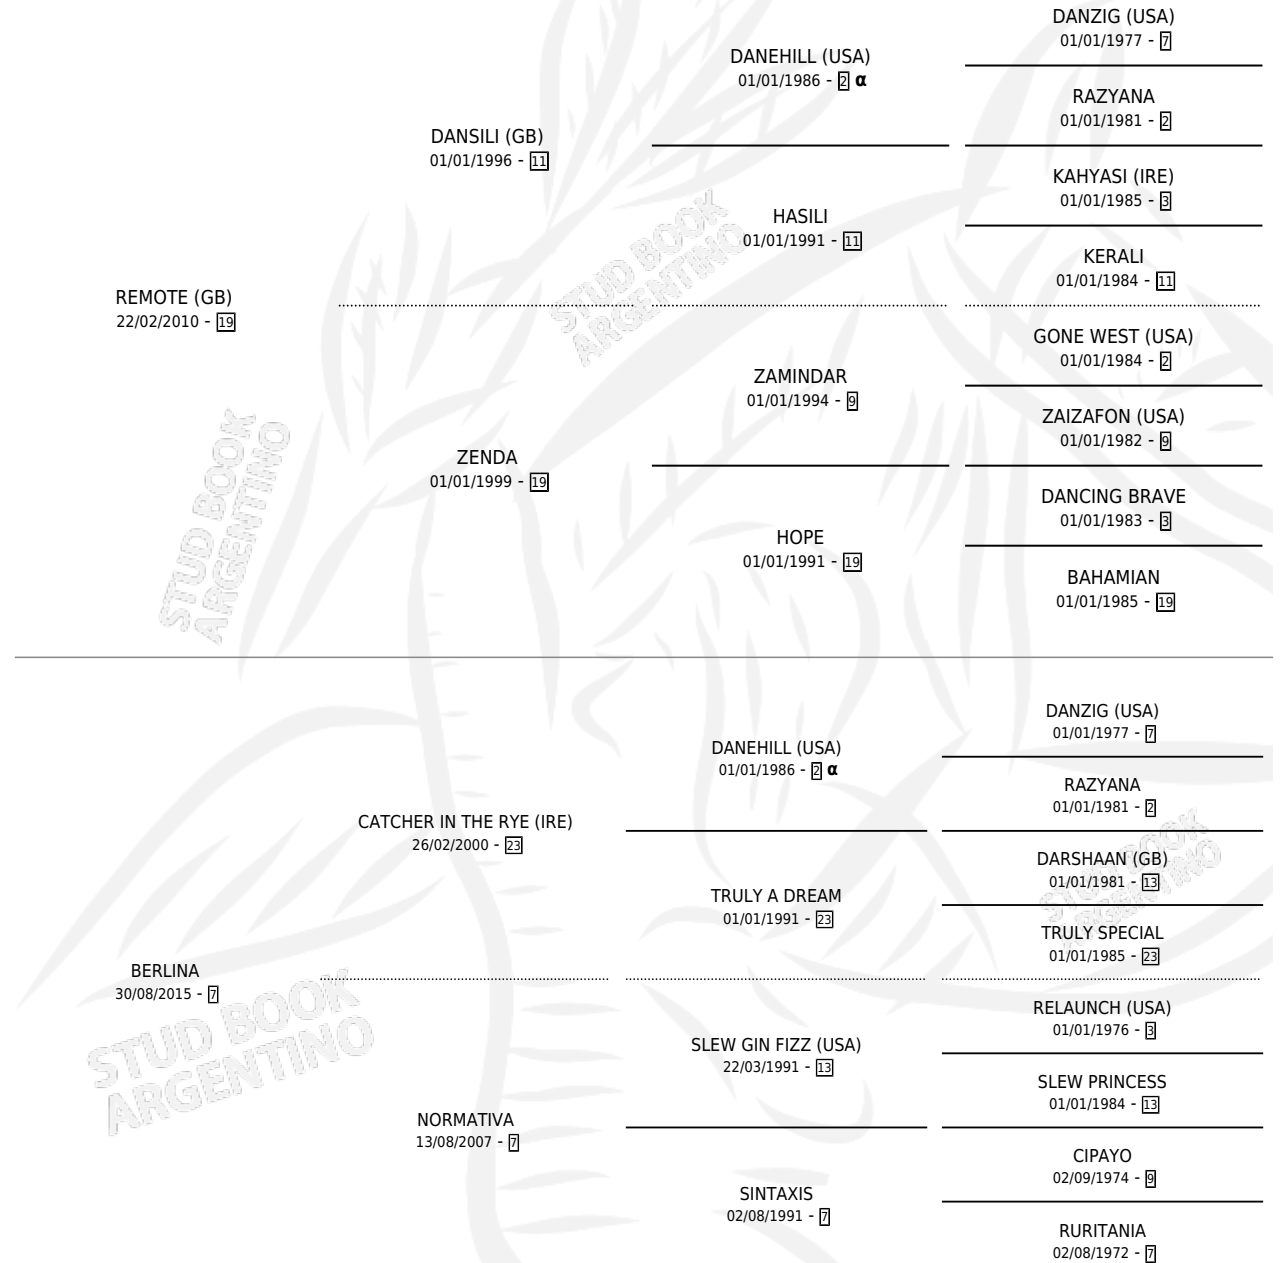 DANZIG (USA)
01/01/1977 - 7
DANEHILL (USA)
01/01/1986 - 2 α
RAZYANA
01/01/1981 - 2
DANSILI (GB)
01/01/1996 - 11
KAHYASI (IRE)
01/01/1985 - 3
HASILI
01/01/1991 - 11
KERALI
01/01/1984 - 11
REMOTE (GB)
22/02/2010 - 19
GONE WEST (USA)
01/01/1984 - 2
ZAMINDAR
01/01/1994 - 9
ZAIZAFON (USA)
01/01/1982 - 9
ZENDA
01/01/1999 - 19
DANCING BRAVE
01/01/1983 - 3
HOPE
01/01/1991 - 19
BAHAMIAN
01/01/1985 - 19
DANZIG (USA)
01/01/1977 - 7
DANEHILL (USA)
01/01/1986 - 2 α
RAZYANA
01/01/1981 - 2
CATCHER IN THE RYE (IRE)
26/02/2000 - 23
DARSHAAN (GB)
01/01/1981 - 13
TRULY A DREAM
01/01/1991 - 23
TRULY SPECIAL
01/01/1985 - 23
BERLINA
30/08/2015 - 7
RELAUNCH (USA)
01/01/1976 - 3
SLEW GIN FIZZ (USA)
22/03/1991 - 13
SLEW PRINCESS
01/01/1984 - 13
NORMATIVA
13/08/2007 - 7
CIPAYO
02/09/1974 - 9
SINTAXIS
02/08/1991 - 7
RURITANIA
02/08/1972 - 7
STUD BOOK
ARGENTINO
STUD BOOK
ARGENTINO
STUD BOOK
ARGENTINO
STUD BOOK
ARGENTINO